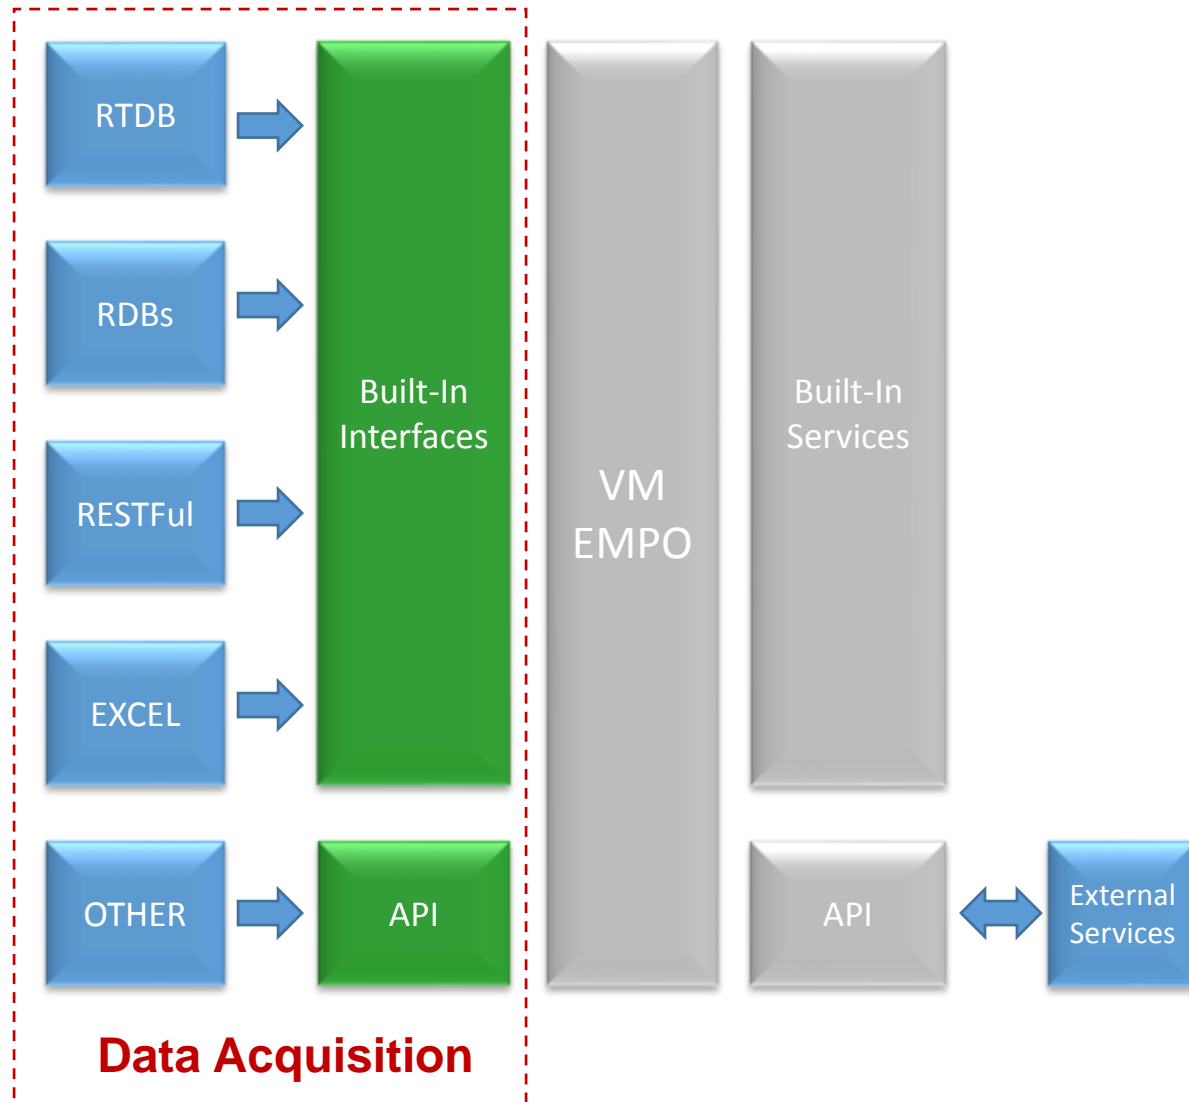 RTDB
RDBs
RESTFul
EXCEL
OTHER
Built-In
Interfaces
API
VM
EMPO
Built-In
Services
API
External
Services
Data Acquisition